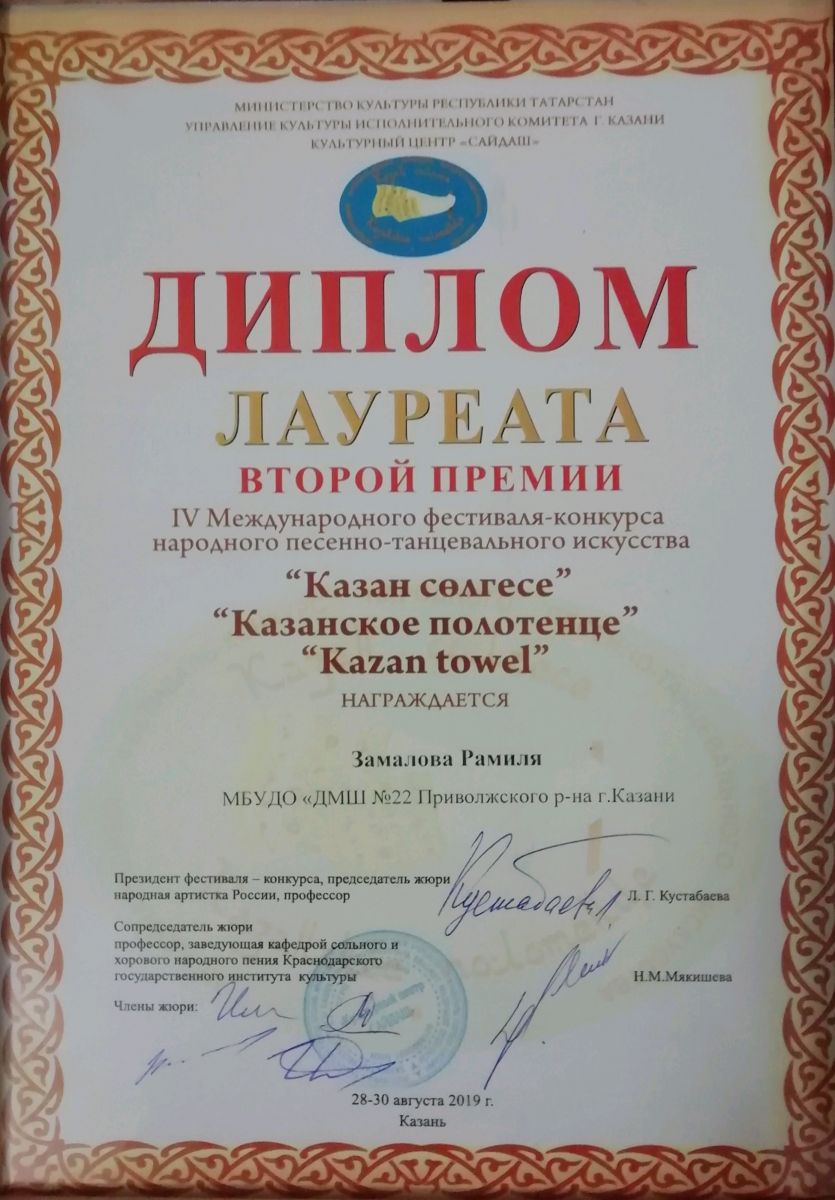 МИНИСТЕРСТВО КУЛЬТУРЫ РЕСПУБЛИКИ ТАТАРСТАН
УПРАВЛЕНИЕ КУЛЬТУРЫ ИСПОЛНИТЕЛЬНОГО КОМИТЕТА Г. КАЗАНИ
КУЛЬТУРНЫЙ ЦЕНТР «САЙДАШ»
ДИПЛОМ
ЛАУРЕАТА
ВТОРОЙ ПРЕМИИ
IV Международного фестиваля-конкурса
народного песенно-танцевального искусства
“Казан сөлгесе”
“Казанское полотенце”
“Kazan towel”
НАГРАЖДАЕТСЯ
Замалова Рамиля
МБУДО «ДМШ №22 Приволжского р-на г.Казани
Президент фестиваля – конкурса, председатель жюри
народная артистка России, профессор
Л. Г. Кустабаева
Сопредседатель жюри
профессор, заведующая кафедрой сольного и
хорового народного пения Краснодарского
государственного института культуры
Н.М.Мякишева
Члены жюри:
28-30 августа 2019 г.
Казань